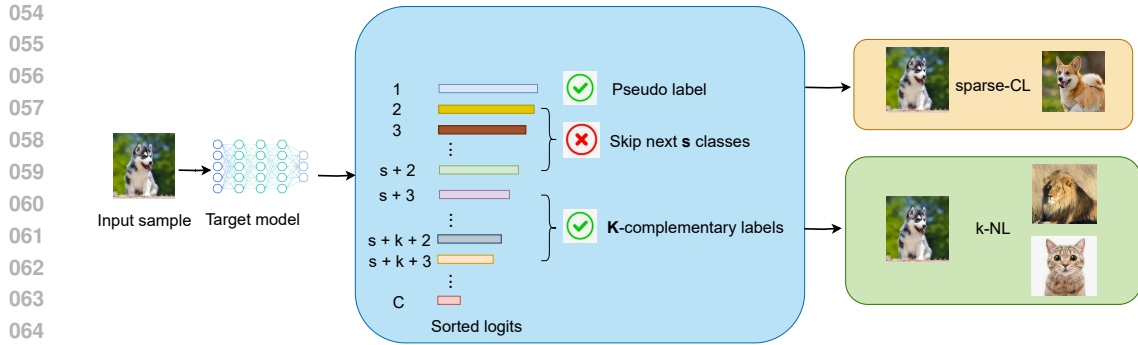 054
055
056
057
058
059
060
061
062
063
064
Input sample
Target model
1
2
3
⋮
s + 2
s + 3
⋮
s + k + 2
s + k + 3
⋮
C
Sorted logits
Pseudo label
Skip next s classes
K-complementary labels
sparse-CL
k-NL